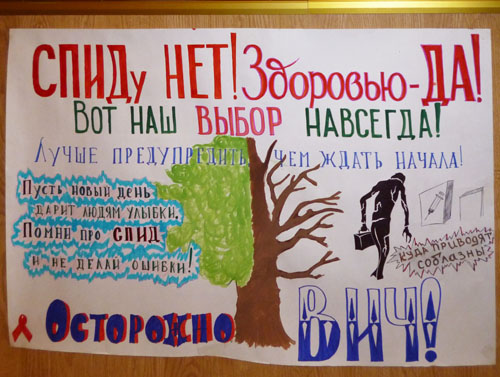 СПИДу НЕТ! Здоровью-ДА!
ВОТ НАШ ВЫБОР НАВСЕГДА!
ЛУЧШЕ ПРЕДУПРЕДИТЬ, ЧЕМ ЖДАТЬ НАЧАЛА!
Пусть новый день
дарит людям улыбки.
Помни про СПИД
и не делай ошибки!
КУДА ПРИВОДЯТ
СОБЛАЗНЫ
ОСТОРОЖНО ВИЧ!